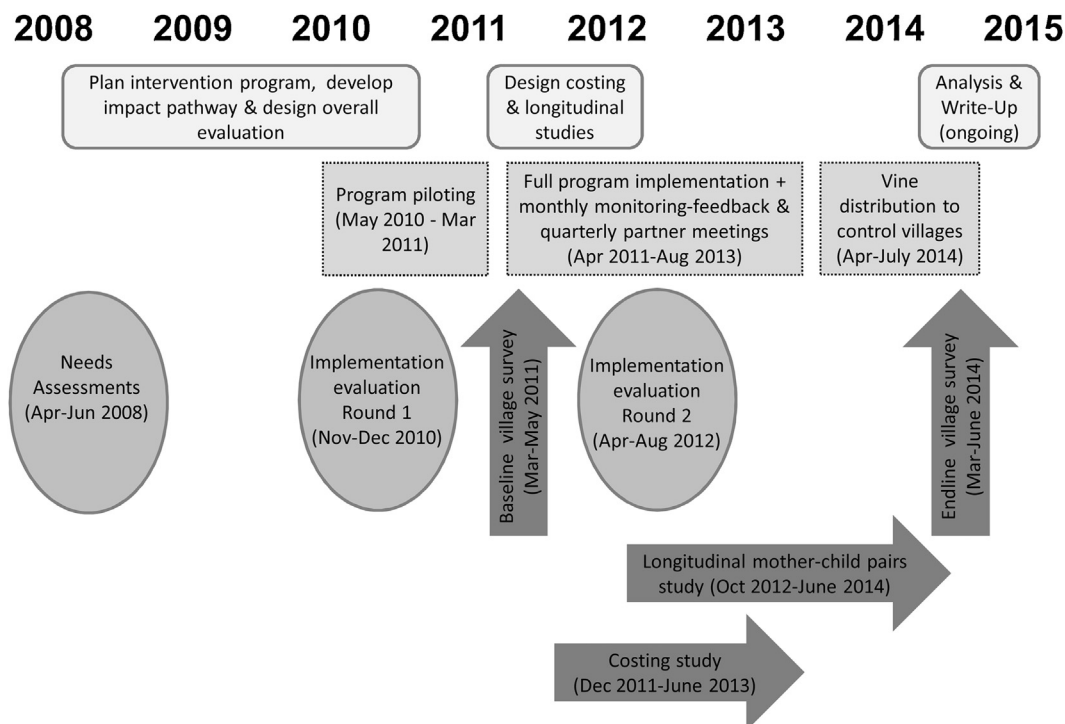 2008 2009 2010 2011 2012 2013 2014 2015
Plan intervention program, develop
impact pathway & design overall
evaluation
Design costing
& longitudinal
studies
Analysis &
Write-Up
(ongoing)
Program piloting
(May 2010 - Mar
2011)
Full program implementation +
monthly monitoring-feedback &
quarterly partner meetings
(Apr 2011-Aug 2013)
Vine
distribution to
control villages
(Apr-July 2014)
Needs
Assessments
(Apr-Jun 2008)
Implementation
evaluation
Round 1
(Nov-Dec 2010)
Baseline village survey
(Mar-May 2011)
Implementation
evaluation
Round 2
(Apr-Aug 2012)
Endline village survey
(Mar-June 2014)
Longitudinal mother-child pairs
study (Oct 2012-June 2014)
Costing study
(Dec 2011-June 2013)